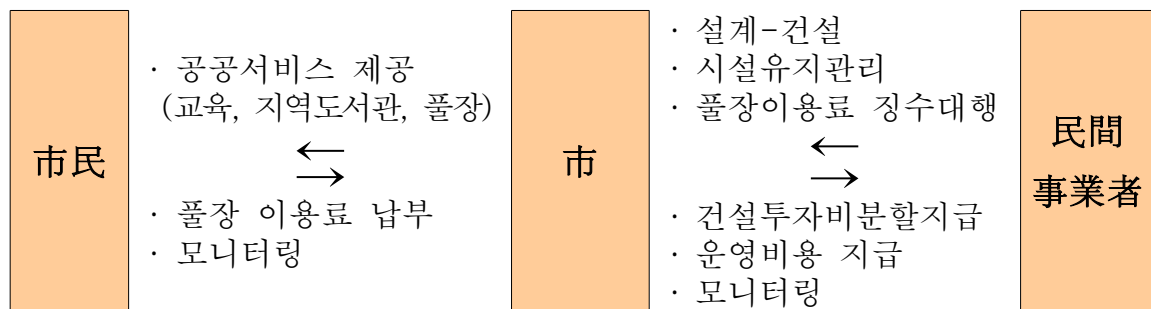 市民
· 공공서비스 제공
(교육, 지역도서관, 풀장)
←
→
· 풀장 이용료 납부
· 모니터링
市
· 설계-건설
· 시설유지관리
· 풀장이용료 징수대행
←
→
· 건설투자비분할지급
· 운영비용 지급
· 모니터링
民間
事業者